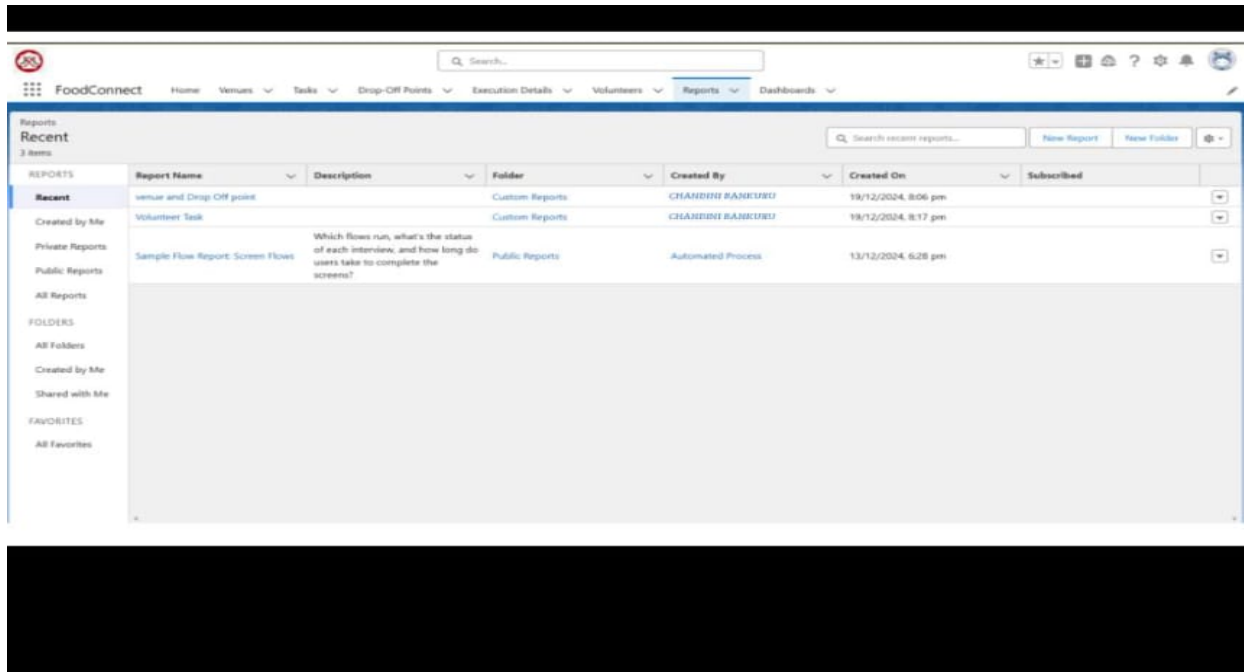 Search...
FoodConnect Home Venues Tasks Drop-Off Points Execution Details Volunteers Reports Dashboards
Reports
Recent
3 items
Search recent reports...
New Report New Folder
REPORTS
Report Name Description Folder Created By Created On Subscribed
Recent
venue and Drop Off point Custom Reports CHANDINI BANKURU 19/12/2024, 8:06 pm
Created by Me
Volunteer Task Custom Reports CHANDINI BANKURU 19/12/2024, 8:17 pm
Private Reports
Sample Flow Report: Screen Flows
Which flows run, what's the status
of each interview, and how long do
users take to complete the
screens?
Public Reports Automated Process 13/12/2024, 6:28 pm
Public Reports
All Reports
FOLDERS
All Folders
Created by Me
Shared with Me
FAVORITES
All Favorites